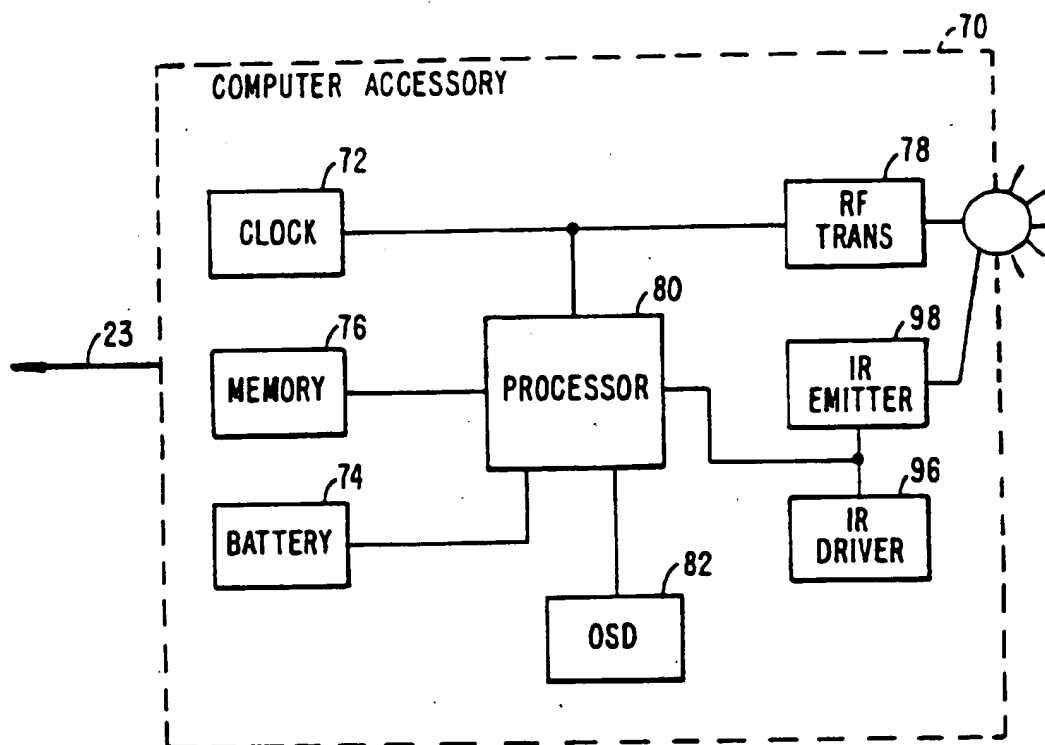 70
COMPUTER ACCESSORY
72
CLOCK
78
RF
TRANS
80
PROCESSOR
98
IR
EMITTER
23
76
MEMORY
74
BATTERY
96
IR
DRIVER
82
OSD